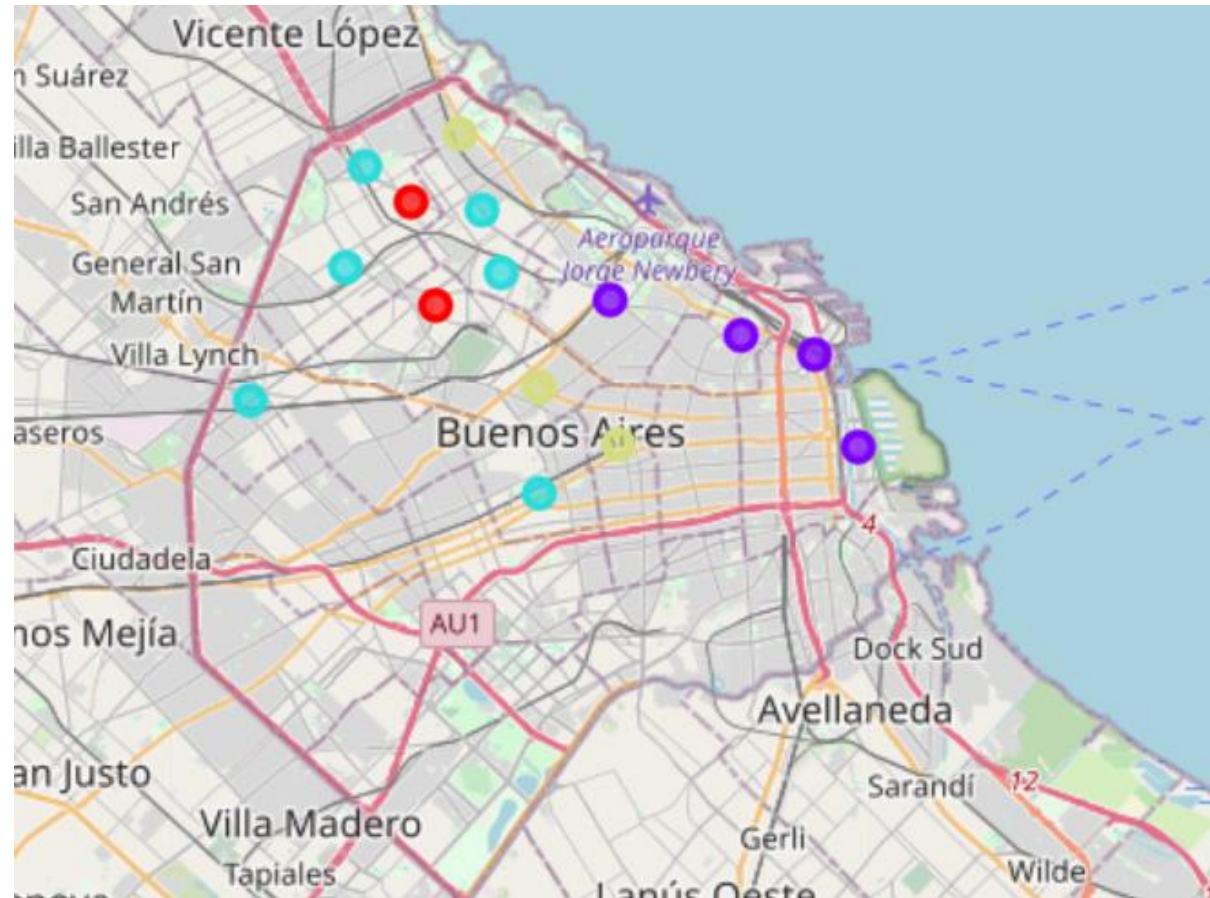 Vicente López
n Suárez
illa Ballester
San Andrés
Aeroparque
Jorge Newbery
General San
Martín
Villa Lynch
aseros
Buenos Aires
4
Ciudadela
AU1
nos Mejía
Dock Sud
Avellaneda
an Justo
12
Sarandí
Villa Madero
Gerli
Tapiales
Wilde
Lanús Oeste